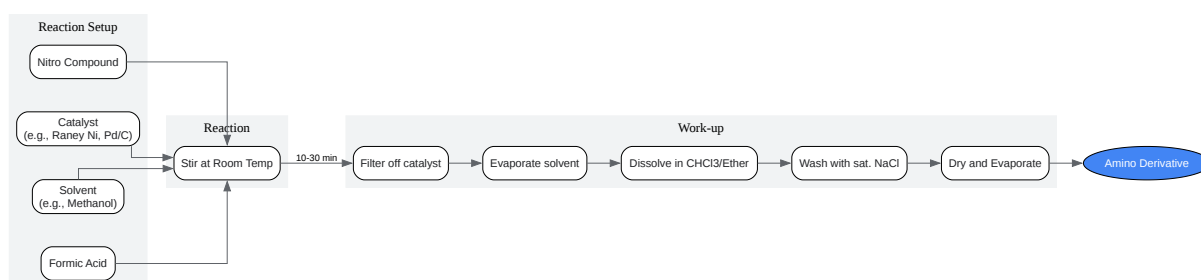 Reaction Setup
Nitro Compound
Catalyst
(e.g., Raney Ni, Pd/C)
Solvent
(e.g., Methanol)
Formic Acid
Reaction
Stir at Room Temp
10-30 min
Work-up
Filter off catalyst
Evaporate solvent
Dissolve in CHCl3/Ether
Wash with sat. NaCl
Dry and Evaporate
Amino Derivative